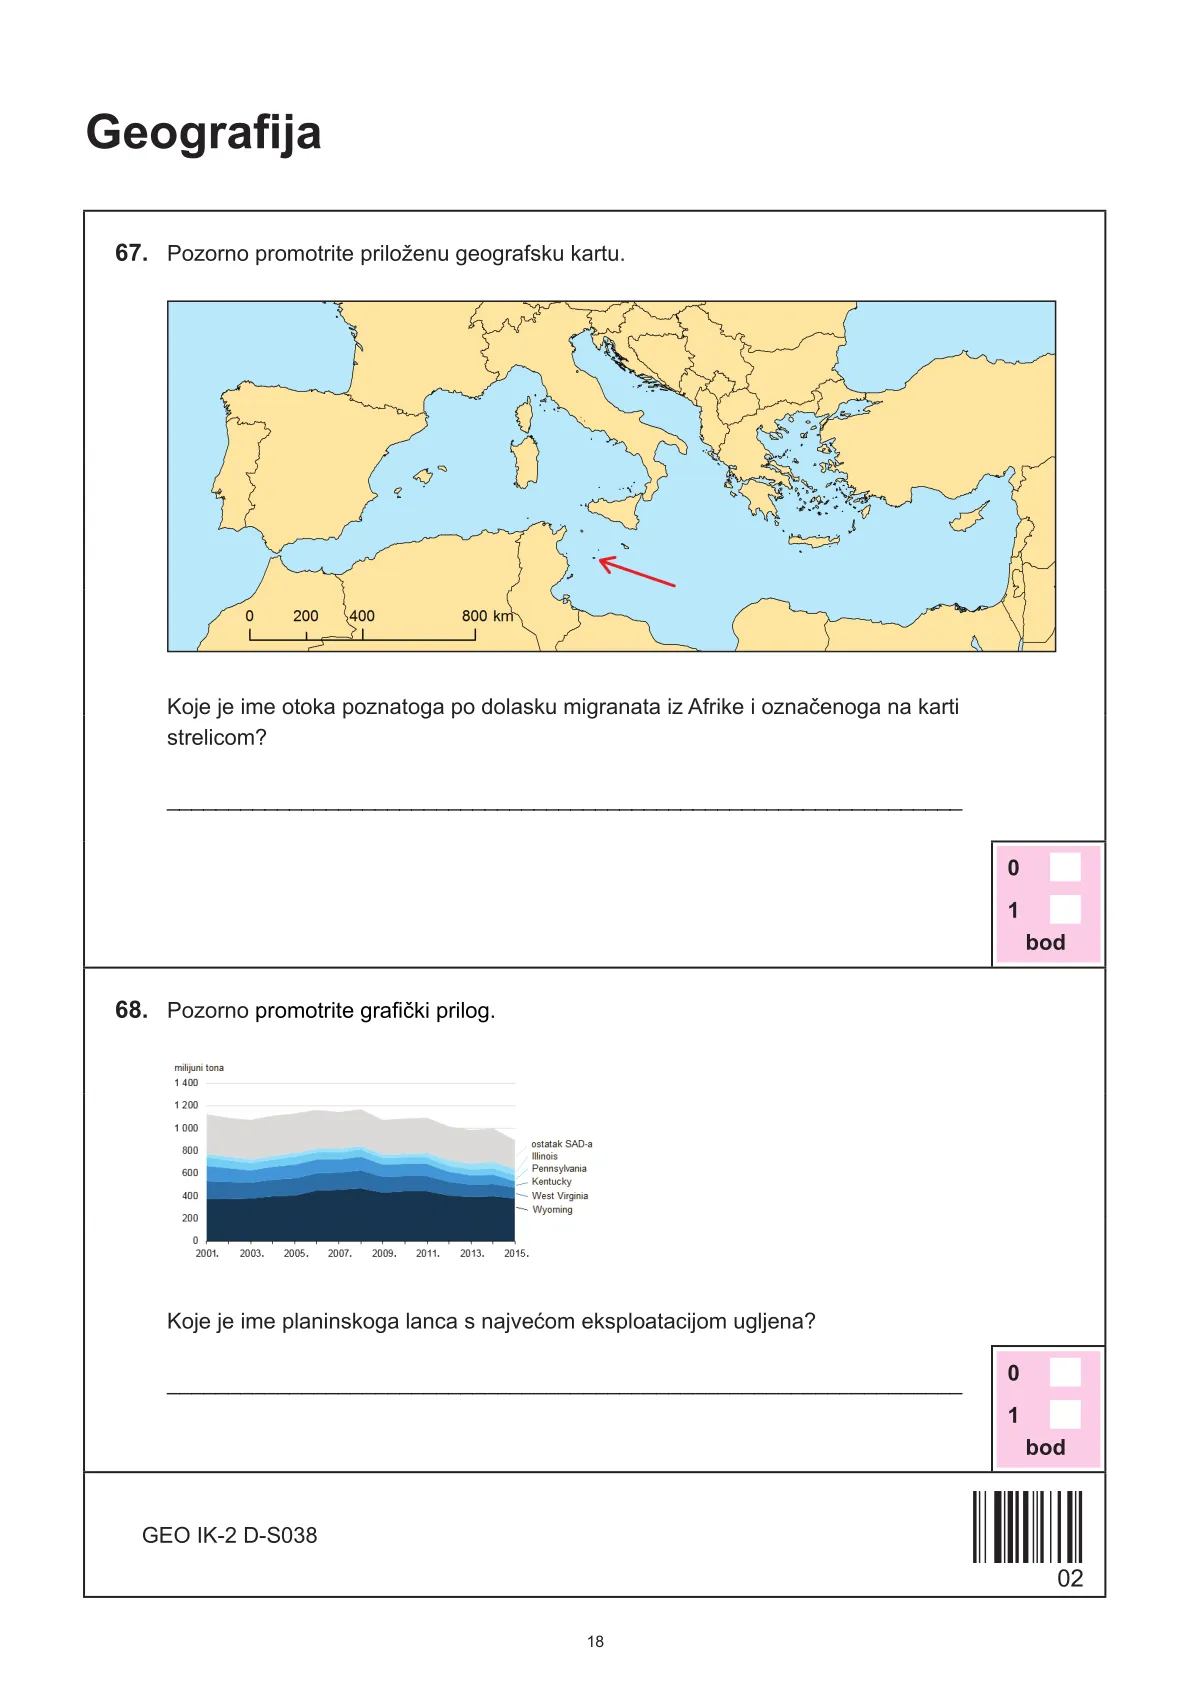 Geografija
67. Pozorno promotrite priloženu geografsku kartu.
0 200 400 800 km
Koje je ime otoka poznatoga po dolasku migranata iz Afrike i označenoga na karti
strelicom?
0
1
bod
68. Pozorno promotrite grafički prilog.
milijuni tona
1 400
1 200
1 000
800
600
400
200
0
ostatak SAD-a
Illinois
Pennsylvania
Kentucky
West Virginia
Wyoming
2001. 2003. 2005. 2007. 2009. 2011. 2013. 2015.
Koje je ime planinskoga lanca s najvećom eksploatacijom ugljena?
0
1
bod
GEO IK-2 D-S038
02
18